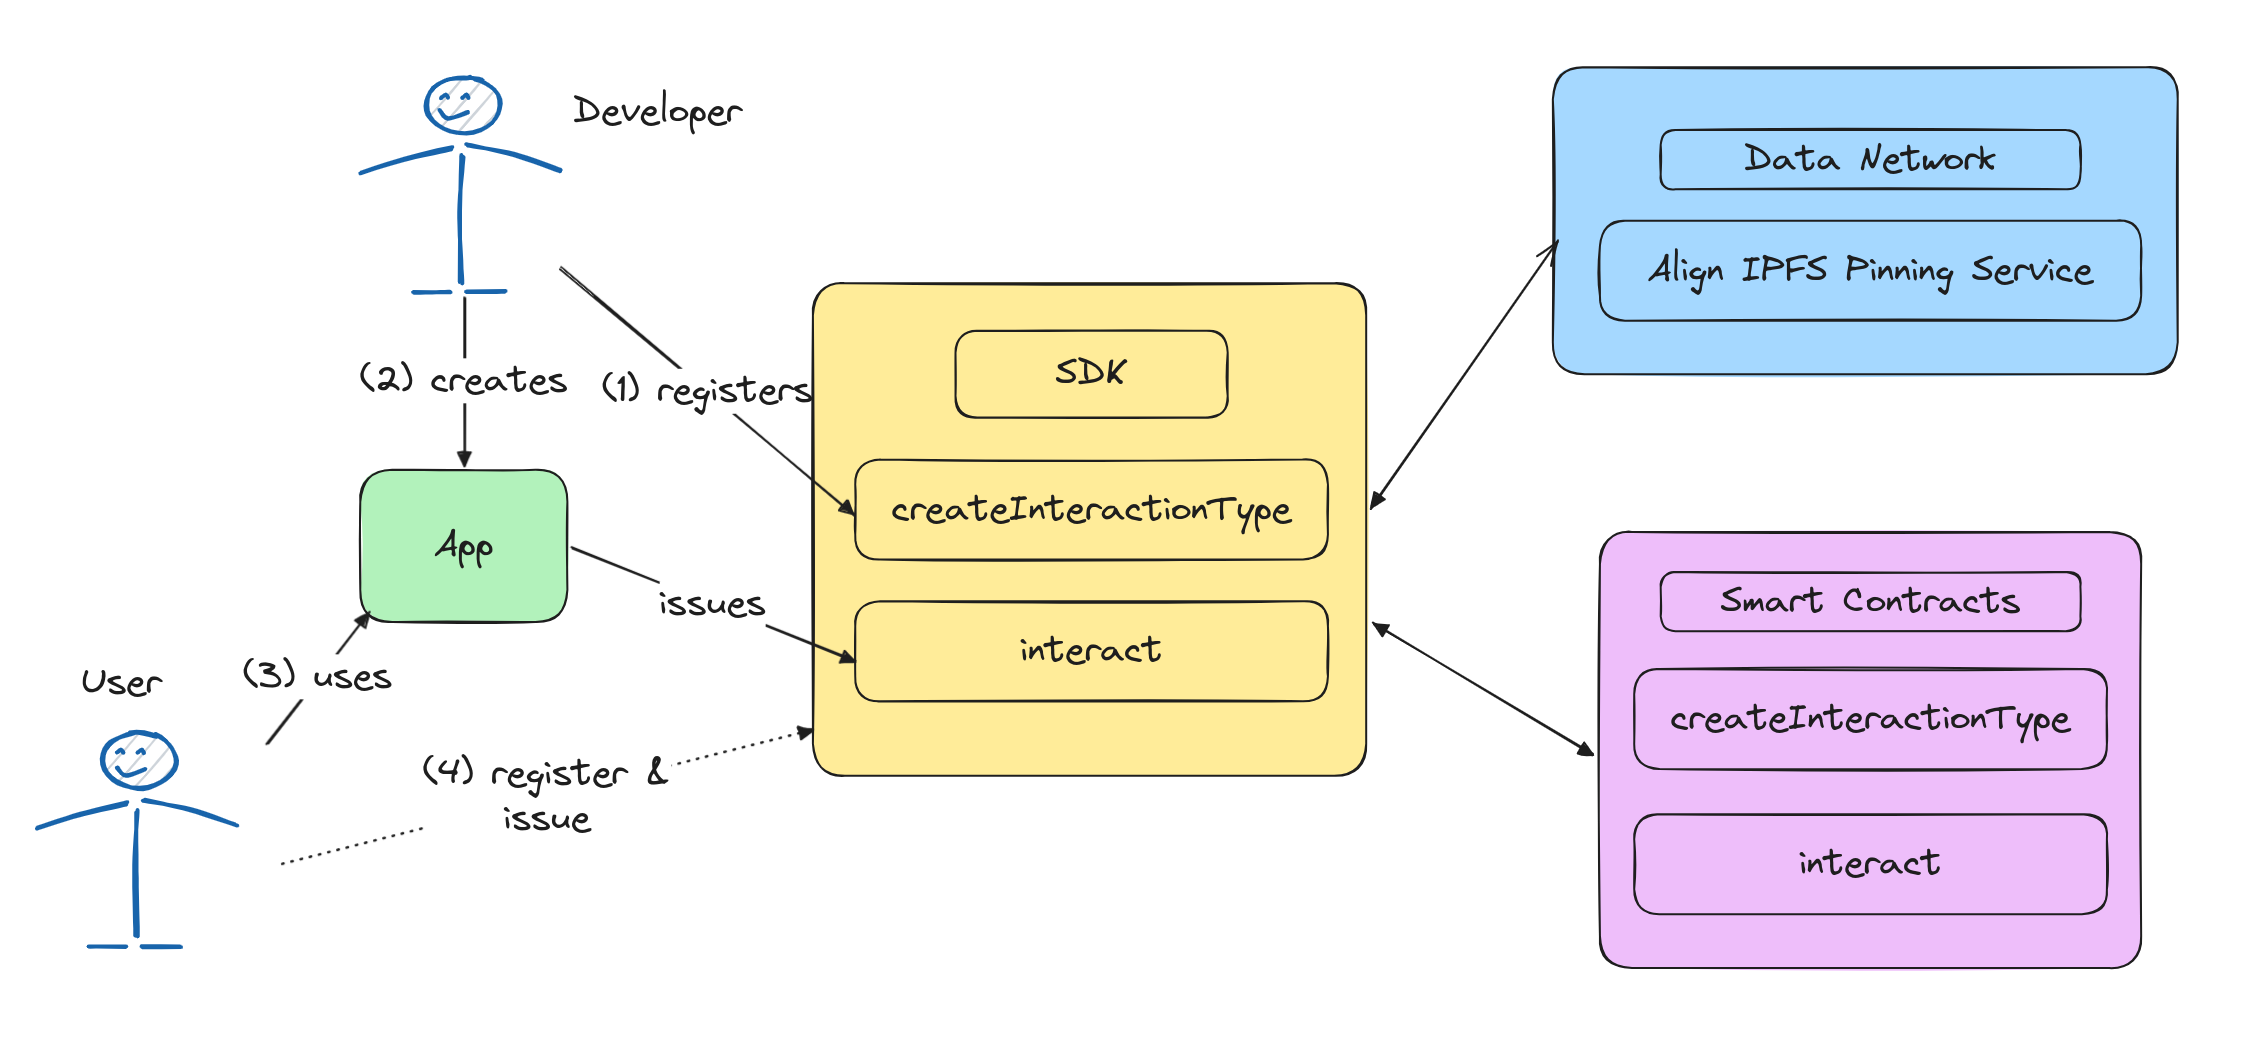 Developer
(2) creates
(1) registers
App
issues
(3) uses
User
(4) register &
issue
SDK
createInteractionType
interact
Data Network
Align IPFS Pinning Service
Smart Contracts
createInteractionType
interact